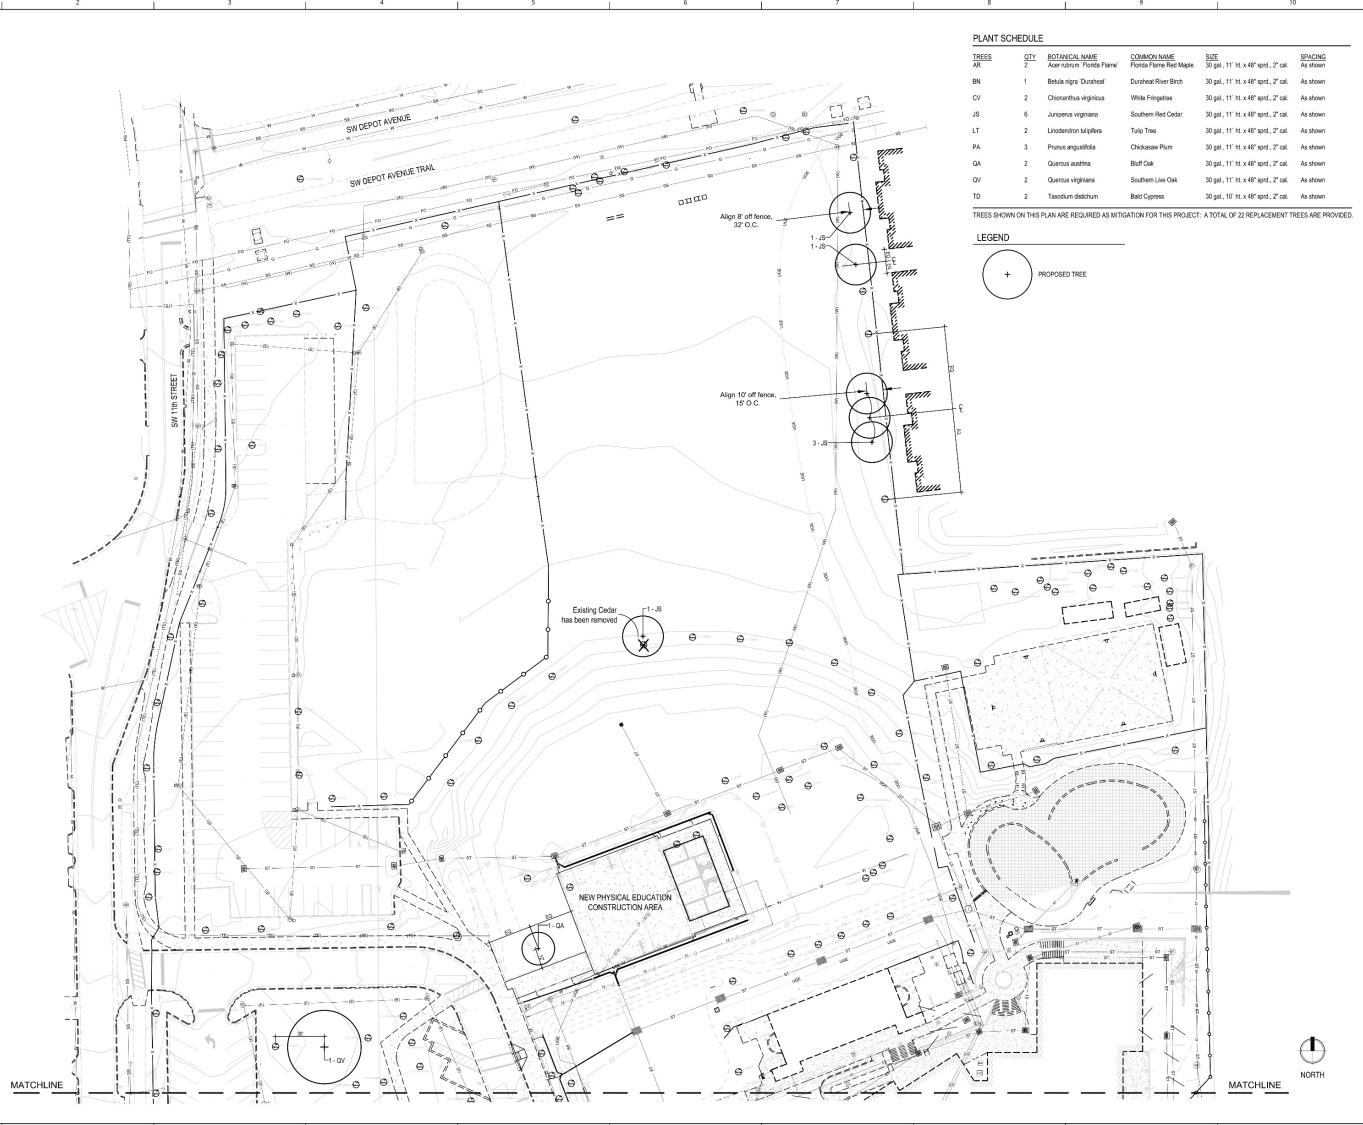 2 3 4 5 6 7 8 9 10
PLANT SCHEDULE
TREES QTY BOTANICAL NAME COMMON NAME SIZE SPACING
AR 2 Acer rubrum `Florida Flame` Florida Flame Red Maple 30 gal., 11` ht. x 48" sprd., 2" cal. As shown
BN 1 Betula nigra `Duraheat` Duraheat River Birch 30 gal., 11` ht. x 48" sprd., 2" cal. As shown
CV 2 Chionanthus virginicus White Fringetree 30 gal., 11` ht. x 48" sprd., 2" cal. As shown
JS 6 Juniperus virginiana Southern Red Cedar 30 gal., 11` ht. x 48" sprd., 2" cal. As shown
LT 2 Liriodendron tulipifera Tulip Tree 30 gal., 11` ht. x 48" sprd., 2" cal. As shown
PA 3 Prunus angustifolia Chickasaw Plum 30 gal., 11` ht. x 48" sprd., 2" cal. As shown
QA 2 Quercus austrina Bluff Oak 30 gal., 11` ht. x 48" sprd., 2" cal. As shown
QV 2 Quercus virginiana Southern Live Oak 30 gal., 11` ht. x 48" sprd., 2" cal. As shown
TD 2 Taxodium distichum Bald Cypress 30 gal., 10` ht. x 48" sprd., 2" cal. As shown
TREES SHOWN ON THIS PLAN ARE REQUIRED AS MITIGATION FOR THIS PROJECT: A TOTAL OF 22 REPLACEMENT TREES ARE PROVIDED.
LEGEND
PROPOSED TREE
SW DEPOT AVENUE
SW DEPOT AVENUE TRAIL
Align 8' off fence,
32' O.C.
1 - JS
1 - JS
SW 11th STREET
Align 10' off fence,
15' O.C.
3 - JS
Existing Cedar
has been removed
1 - JS
NEW PHYSICAL EDUCATION
CONSTRUCTION AREA
1 - QA
1 - QV
NORTH
MATCHLINE
MATCHLINE